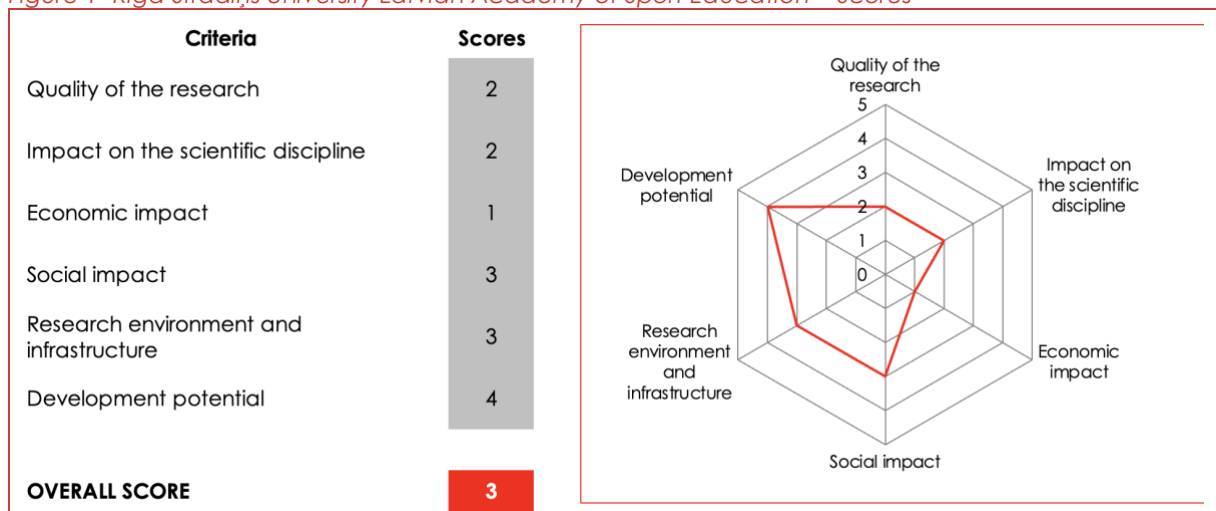 Criteria Scores
Quality of the research 2
Impact on the scientific discipline 2
Economic impact 1
Social impact 3
Research environment and
infrastructure 3
Development potential 4
OVERALL SCORE 3
Quality of the
research
5
4
3
2
1
0
Impact on
the scientific
discipline
Economic
impact
Social impact
Research
environment
and
infrastructure
Development
potential